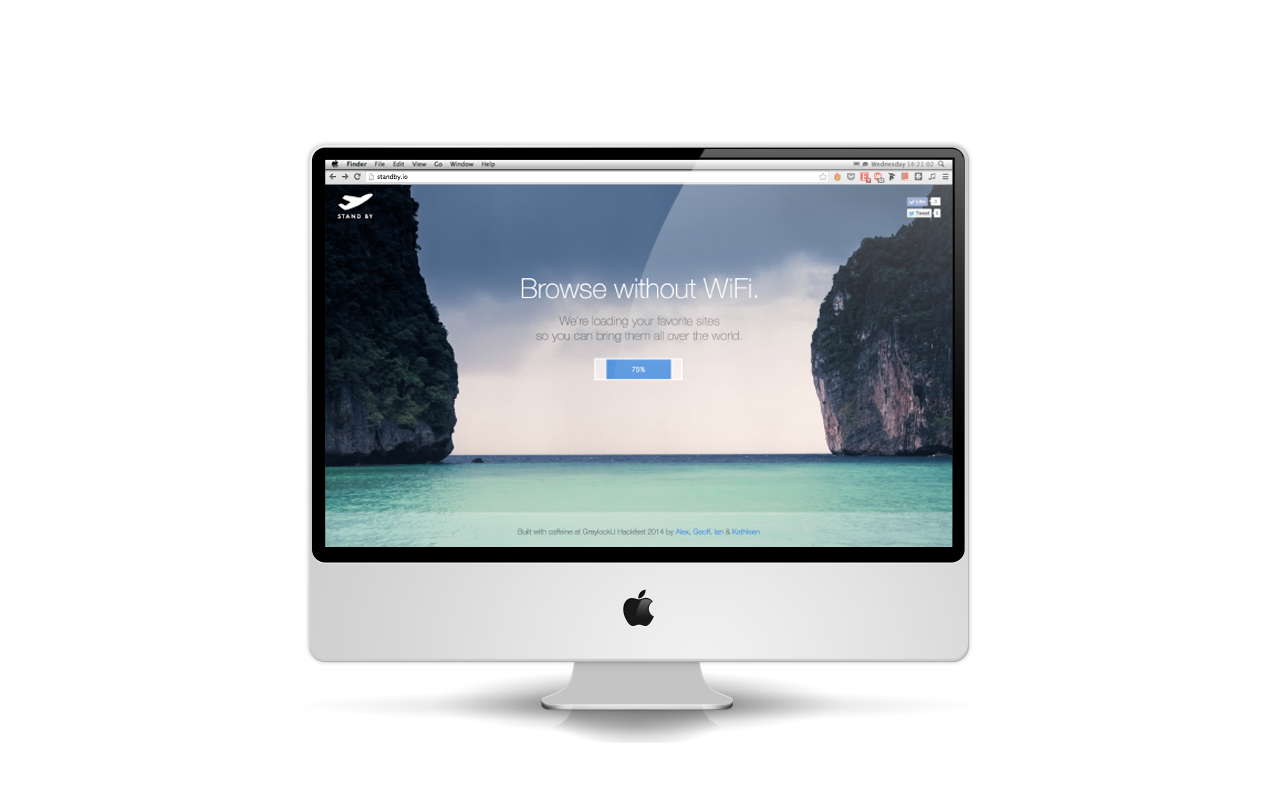 Finder File Edit View Go Window Help Wednesday 16:21:02
standby.io
STAND BY
Like
Tweet
Browse without WiFi.
We're loading your favorite sites
so you can bring them all over the world.
75%
Built with caffeine at GreylockU Hackfest 2014 by Alex, Geoff, Ian & Kathleen